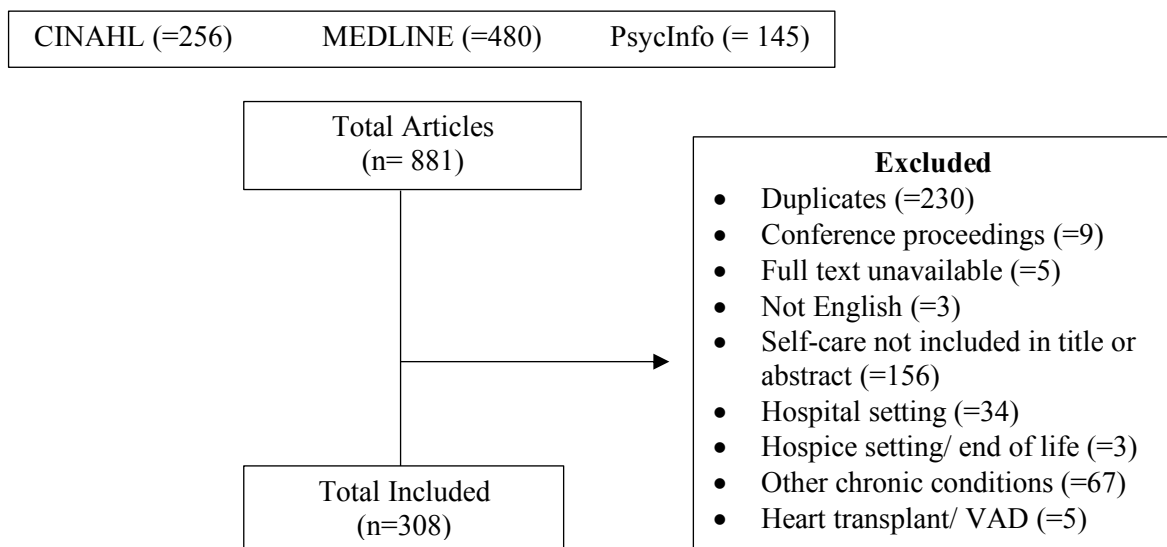 CINAHL (=256) MEDLINE (=480) PsycInfo (= 145)
Total Articles
(n= 881)
Excluded
• Duplicates (=230)
• Conference proceedings (=9)
• Full text unavailable (=5)
• Not English (=3)
• Self-care not included in title or
abstract (=156)
• Hospital setting (=34)
• Hospice setting/ end of life (=3)
• Other chronic conditions (=67)
• Heart transplant/ VAD (=5)
Total Included
(n=308)